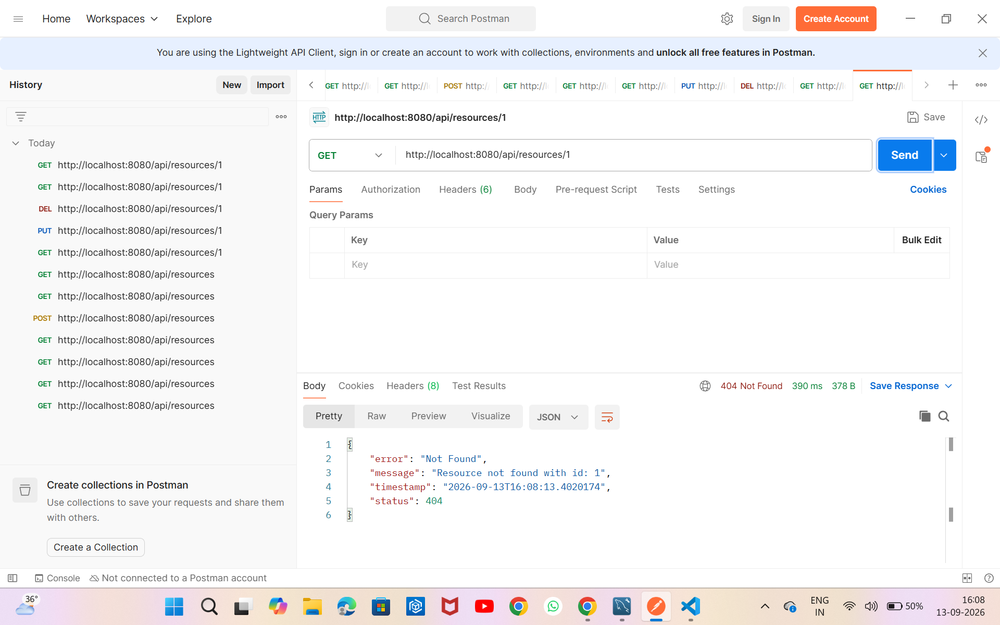 Home
Workspaces
Explore
Search Postman
Sign In
Create Account
You are using the Lightweight API Client, sign in or create an account to work with collections, environments and unlock all free features in Postman.
History
New
Import
GET http://l
GET http://l
POST http:/
GET http://l
GET http://l
GET http://l
PUT http://l
DEL http://l
GET http://l
GET http://l
HTTP
http://localhost:8080/api/resources/1
Save
GET
http://localhost:8080/api/resources/1
Send
Today
GET http://localhost:8080/api/resources/1
GET http://localhost:8080/api/resources/1
DEL http://localhost:8080/api/resources/1
PUT http://localhost:8080/api/resources/1
GET http://localhost:8080/api/resources/1
GET http://localhost:8080/api/resources
GET http://localhost:8080/api/resources
POST http://localhost:8080/api/resources
GET http://localhost:8080/api/resources
GET http://localhost:8080/api/resources
GET http://localhost:8080/api/resources
GET http://localhost:8080/api/resources
Params
Authorization
Headers (6)
Body
Pre-request Script
Tests
Settings
Cookies
Query Params
Key
Value
Bulk Edit
Key
Value
Body
Cookies
Headers (8)
Test Results
404 Not Found
390 ms
378 B
Save Response
Pretty
Raw
Preview
Visualize
JSON
1 {
2 "error": "Not Found",
3 "message": "Resource not found with id: 1",
4 "timestamp": "2026-09-13T16:08:13.4020174",
5 "status": 404
6 }
Create collections in Postman
Use collections to save your requests and share them
with others.
Create a Collection
Console
Not connected to a Postman account
36°
ENG
IN
50%
16:08
13-09-2026